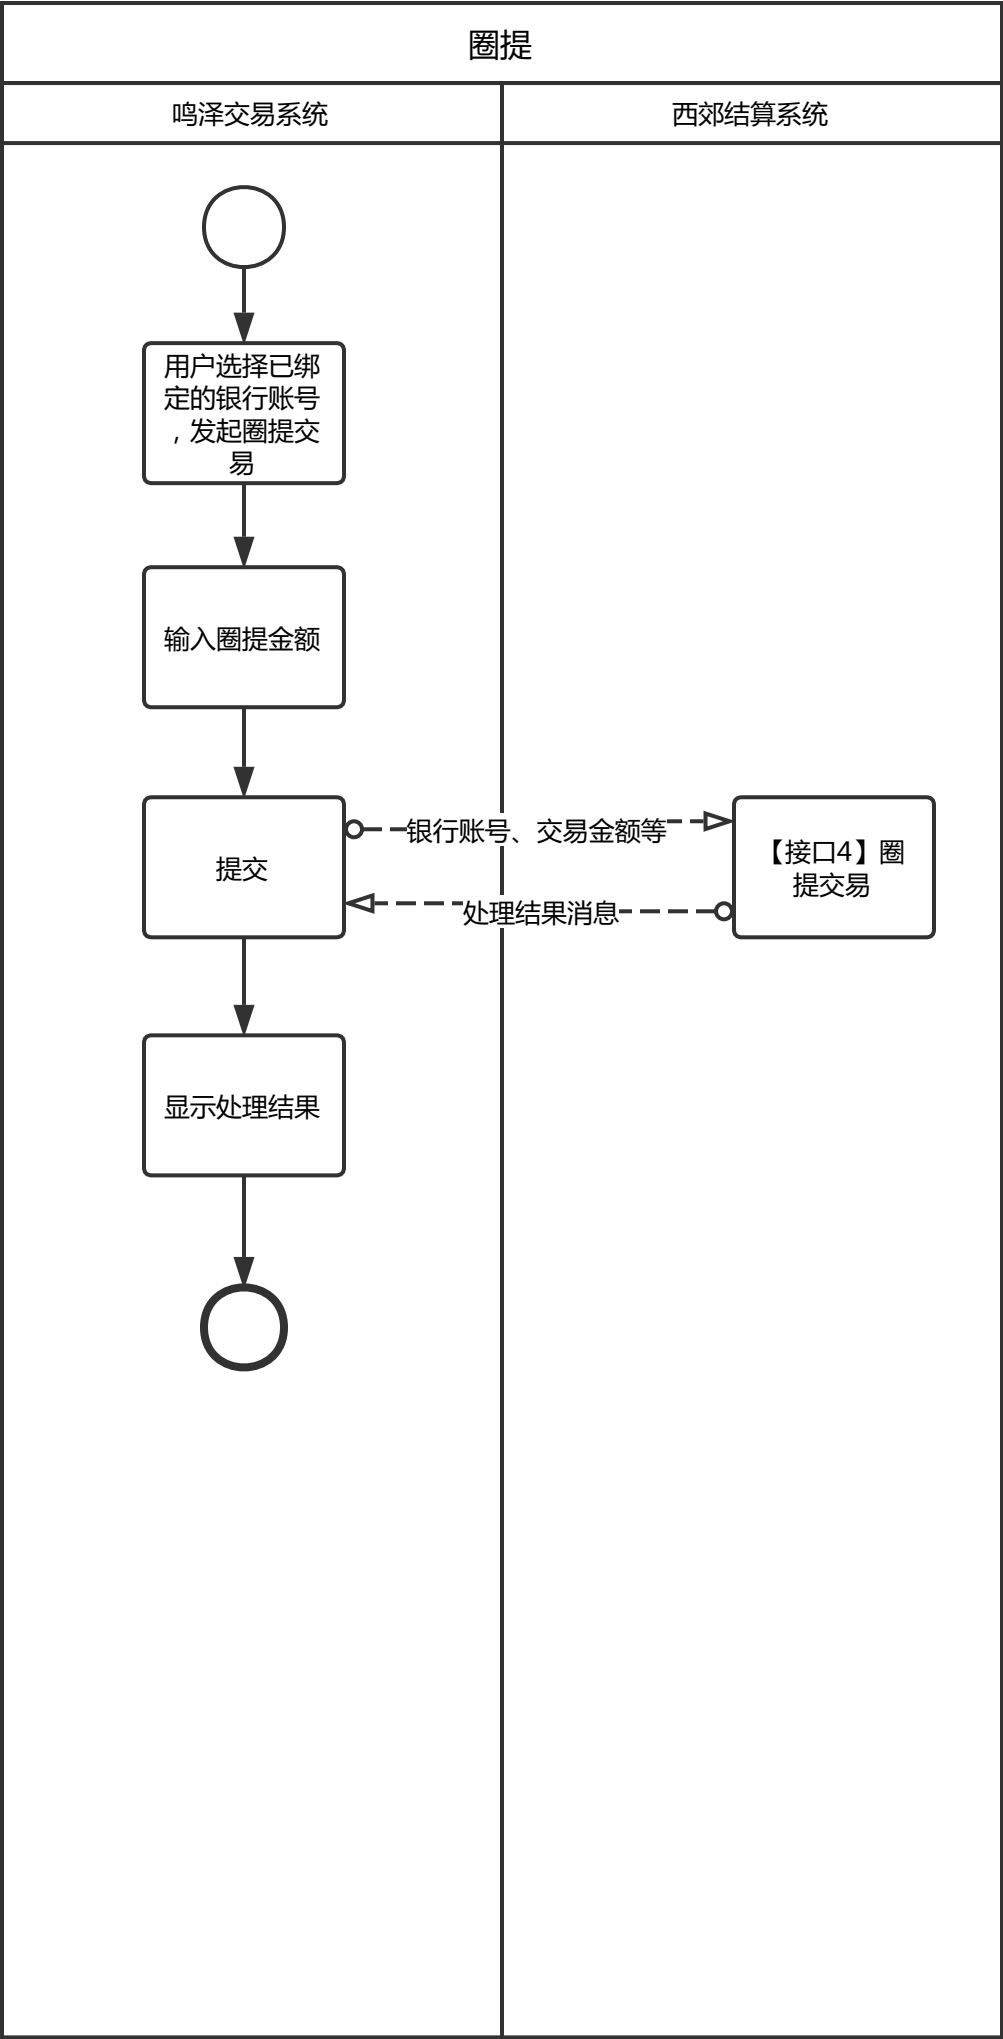 圈提
鸣泽交易系统
西郊结算系统
用户选择已绑
定的银行账号
，发起圈提交
易
输入圈提金额
提交
银行账号、交易金额等
【接口4】圈
提交易
处理结果消息
显示处理结果